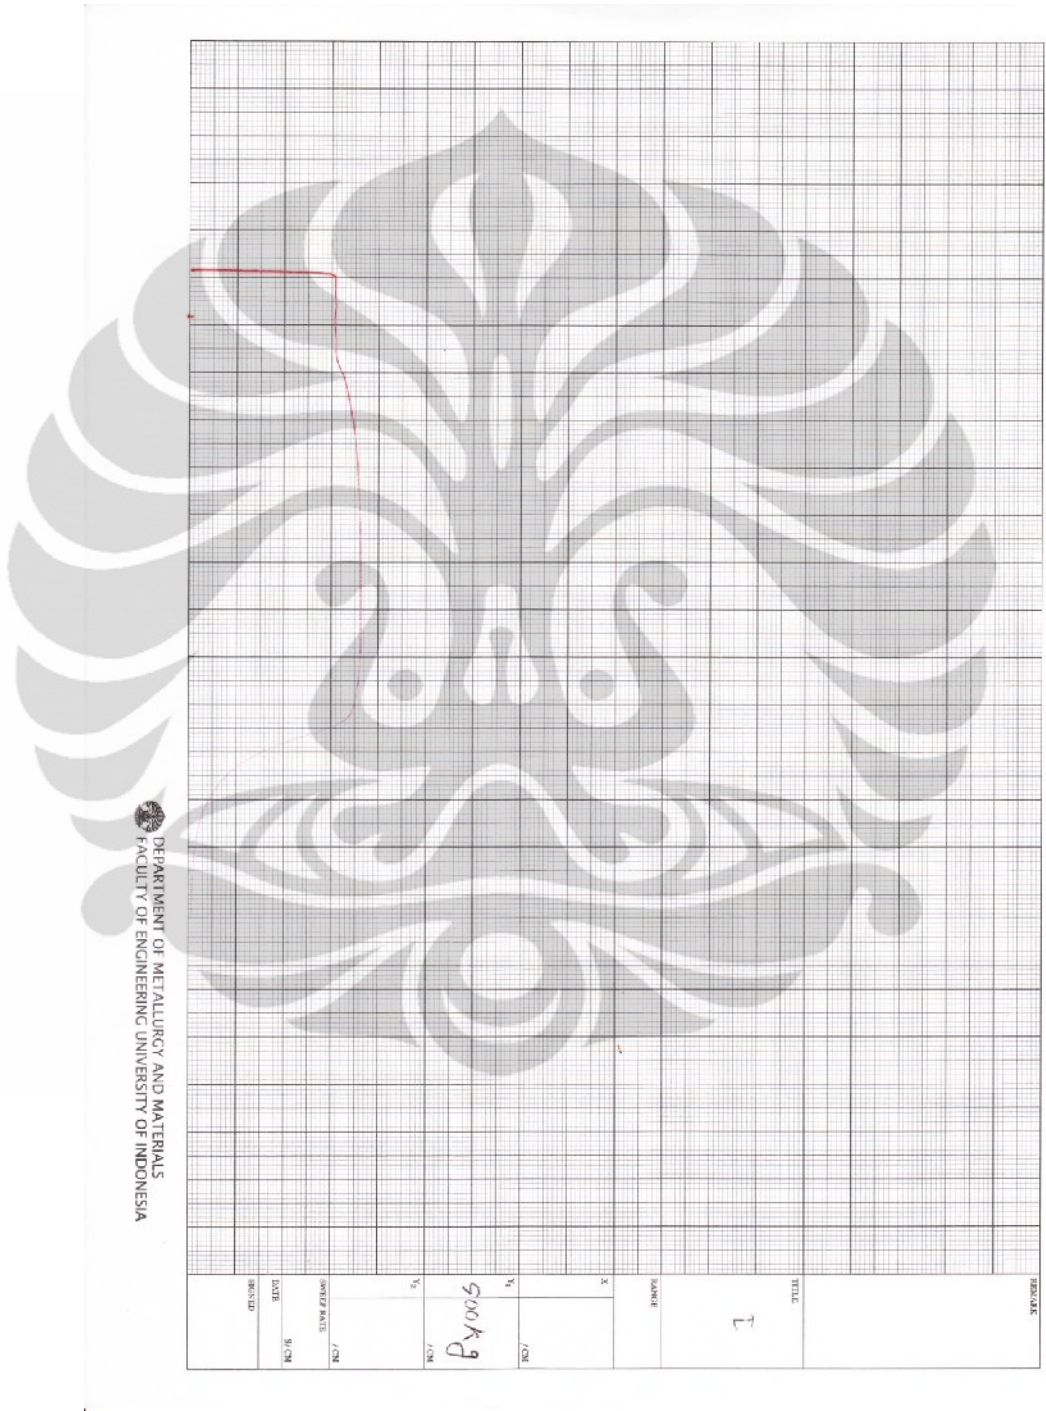 REMARK
TITLE
1
RANGE
X /CM
Y₁ 500kg /CM
Y₂ /CM
SWEEP RATE S/CM
DATE
SIGNED
DEPARTMENT OF METALLURGY AND MATERIALS
FACULTY OF ENGINEERING UNIVERSITY OF INDONESIA